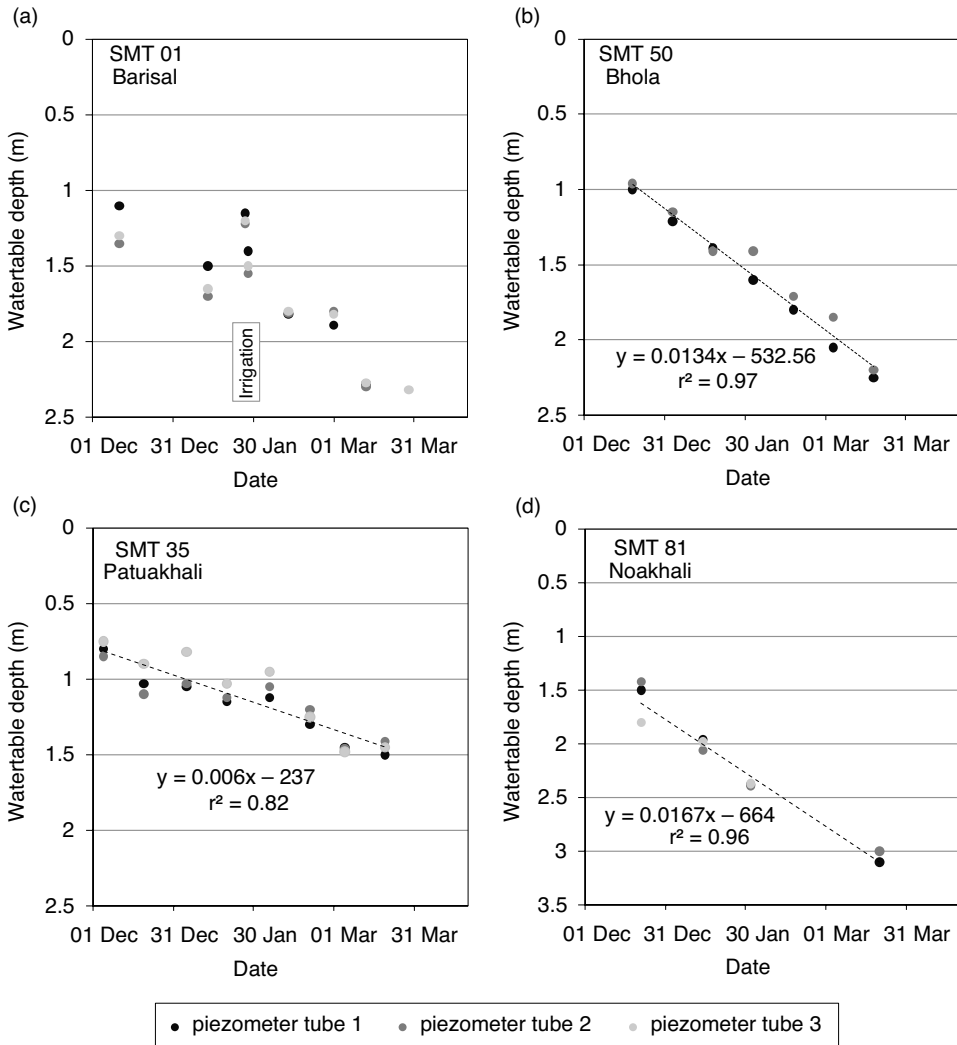 (a)
SMT 01
Barisal
0
0.5
1
1.5
2
2.5
Watertable depth (m)
Irrigation
01 Dec 31 Dec 30 Jan 01 Mar 31 Mar
Date
(b)
SMT 50
Bhola
0
0.5
1
1.5
2
2.5
Watertable depth (m)
y = 0.0134x – 532.56
r² = 0.97
01 Dec 31 Dec 30 Jan 01 Mar 31 Mar
Date
(c)
SMT 35
Patuakhali
0
0.5
1
1.5
2
2.5
Watertable depth (m)
y = 0.006x – 237
r² = 0.82
01 Dec 31 Dec 30 Jan 01 Mar 31 Mar
Date
(d)
SMT 81
Noakhali
0
0.5
1
1.5
2
2.5
3
3.5
Watertable depth (m)
y = 0.0167x – 664
r² = 0.96
01 Dec 31 Dec 30 Jan 01 Mar 31 Mar
Date
piezometer tube 1 piezometer tube 2 piezometer tube 3